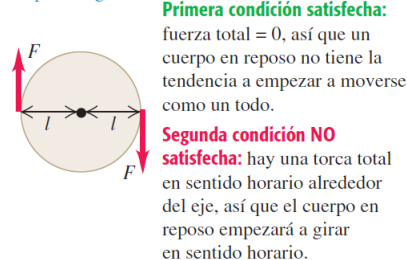 Primera condición satisfecha:
fuerza total = 0, así que un
cuerpo en reposo no tiene la
tendencia a empezar a moverse
como un todo.
F
l
l
F
Segunda condición NO
satisfecha: hay una torca total
en sentido horario alrededor
del eje, así que el cuerpo en
reposo empezará a girar
en sentido horario.